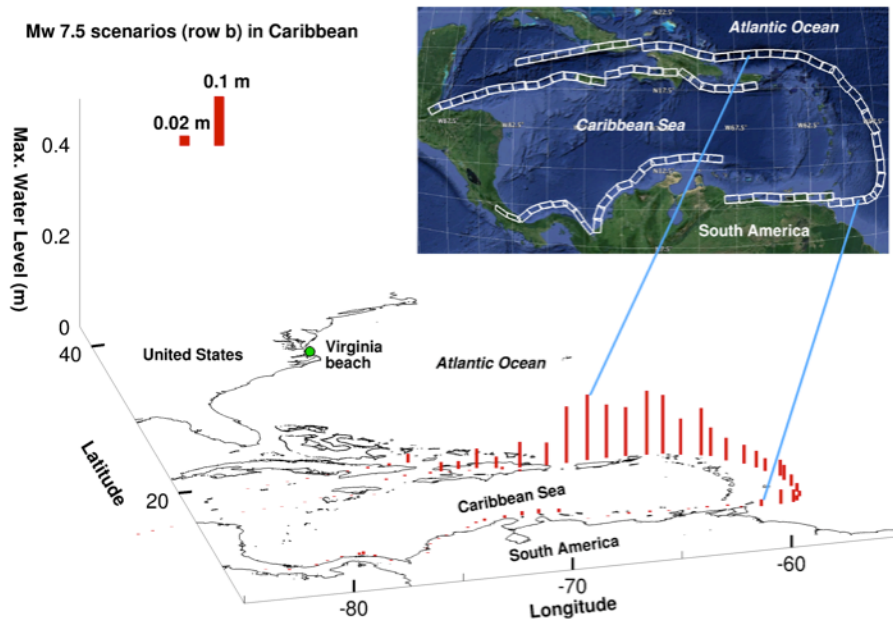 Mw 7.5 scenarios (row b) in Caribbean
0.1 m
0.02 m
Max. Water Level (m)
0.4
0.2
0
Atlantic Ocean
Caribbean Sea
South America
40
United States
Virginia
beach
Atlantic Ocean
Latitude
20
Caribbean Sea
South America
-80
-70
-60
Longitude